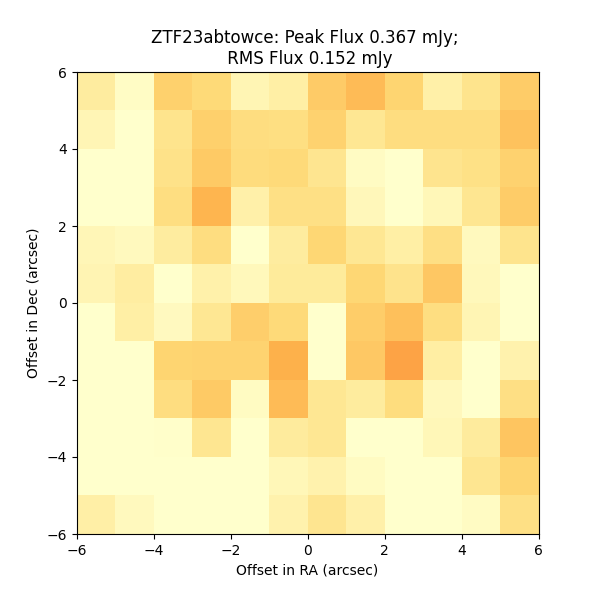 ZTF23abtowce: Peak Flux 0.367 mJy;
RMS Flux 0.152 mJy
6
4
2
0
−2
−4
−6
Offset in Dec (arcsec)
−6 −4 −2 0 2 4 6
Offset in RA (arcsec)